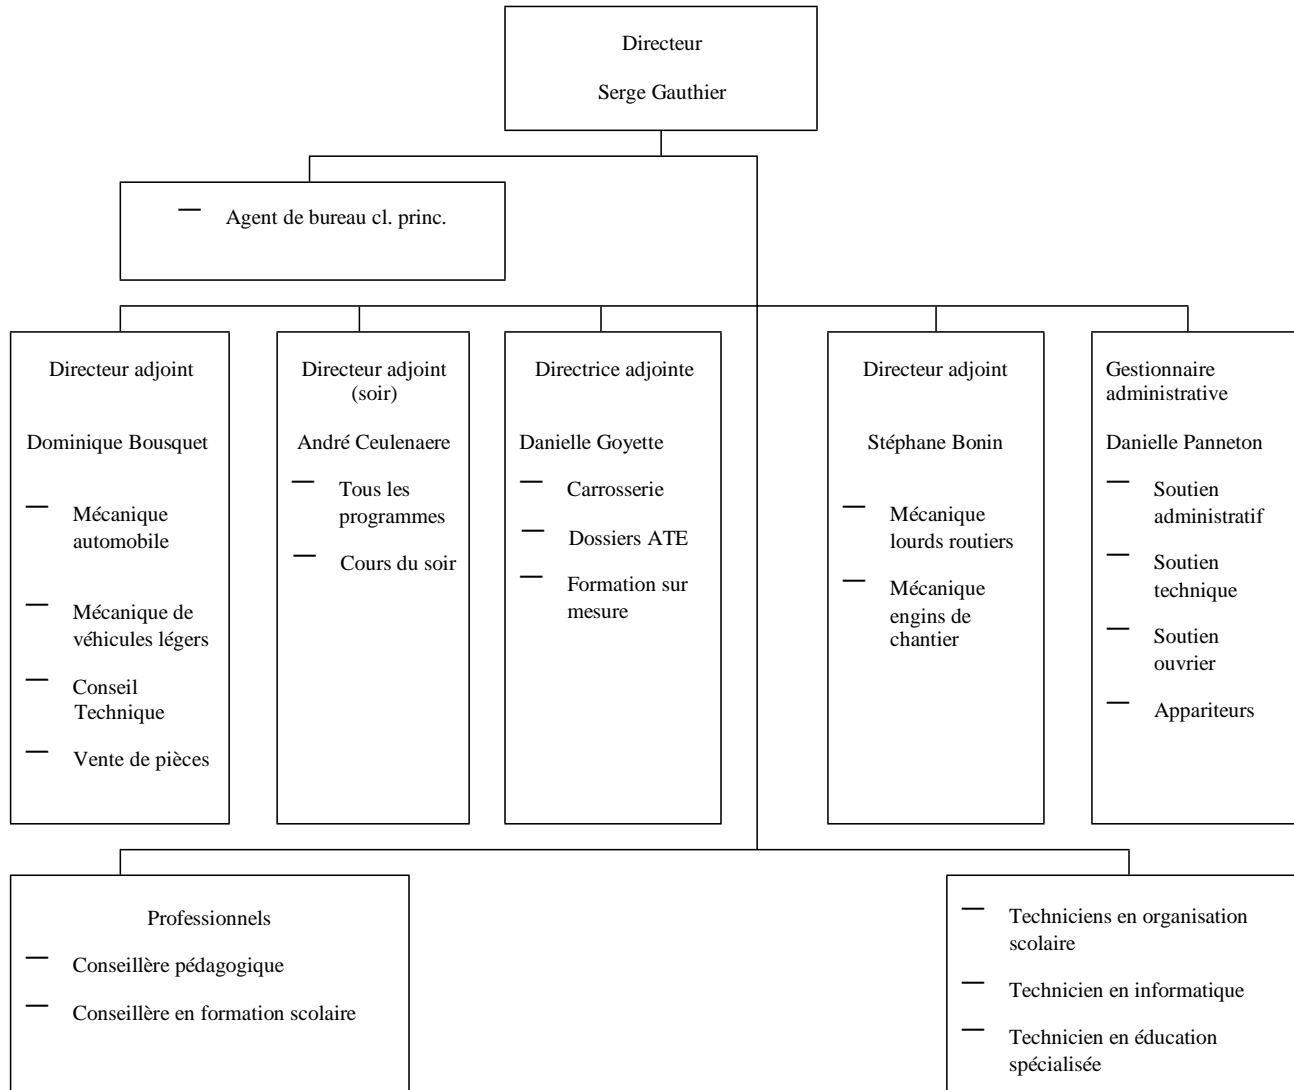 Directeur
Serge Gauthier
— Agent de bureau cl. princ.
Directeur adjoint
Dominique Bousquet
— Mécanique
automobile
— Mécanique de
véhicules légers
— Conseil
Technique
— Vente de pièces
Directeur adjoint
(soir)
André Ceulenaere
— Tous les
programmes
— Cours du soir
Directrice adjointe
Danielle Goyette
— Carrosserie
— Dossiers ATE
— Formation sur
mesure
Directeur adjoint
Stéphane Bonin
— Mécanique
lourds routiers
— Mécanique
engins de
chantier
Gestionnaire
administrative
Danielle Panneton
— Soutien
administratif
— Soutien
technique
— Soutien
ouvrier
— Appariteurs
Professionnels
— Conseillère pédagogique
— Conseillère en formation scolaire
— Techniciens en organisation
scolaire
— Technicien en informatique
— Technicien en éducation
spécialisée